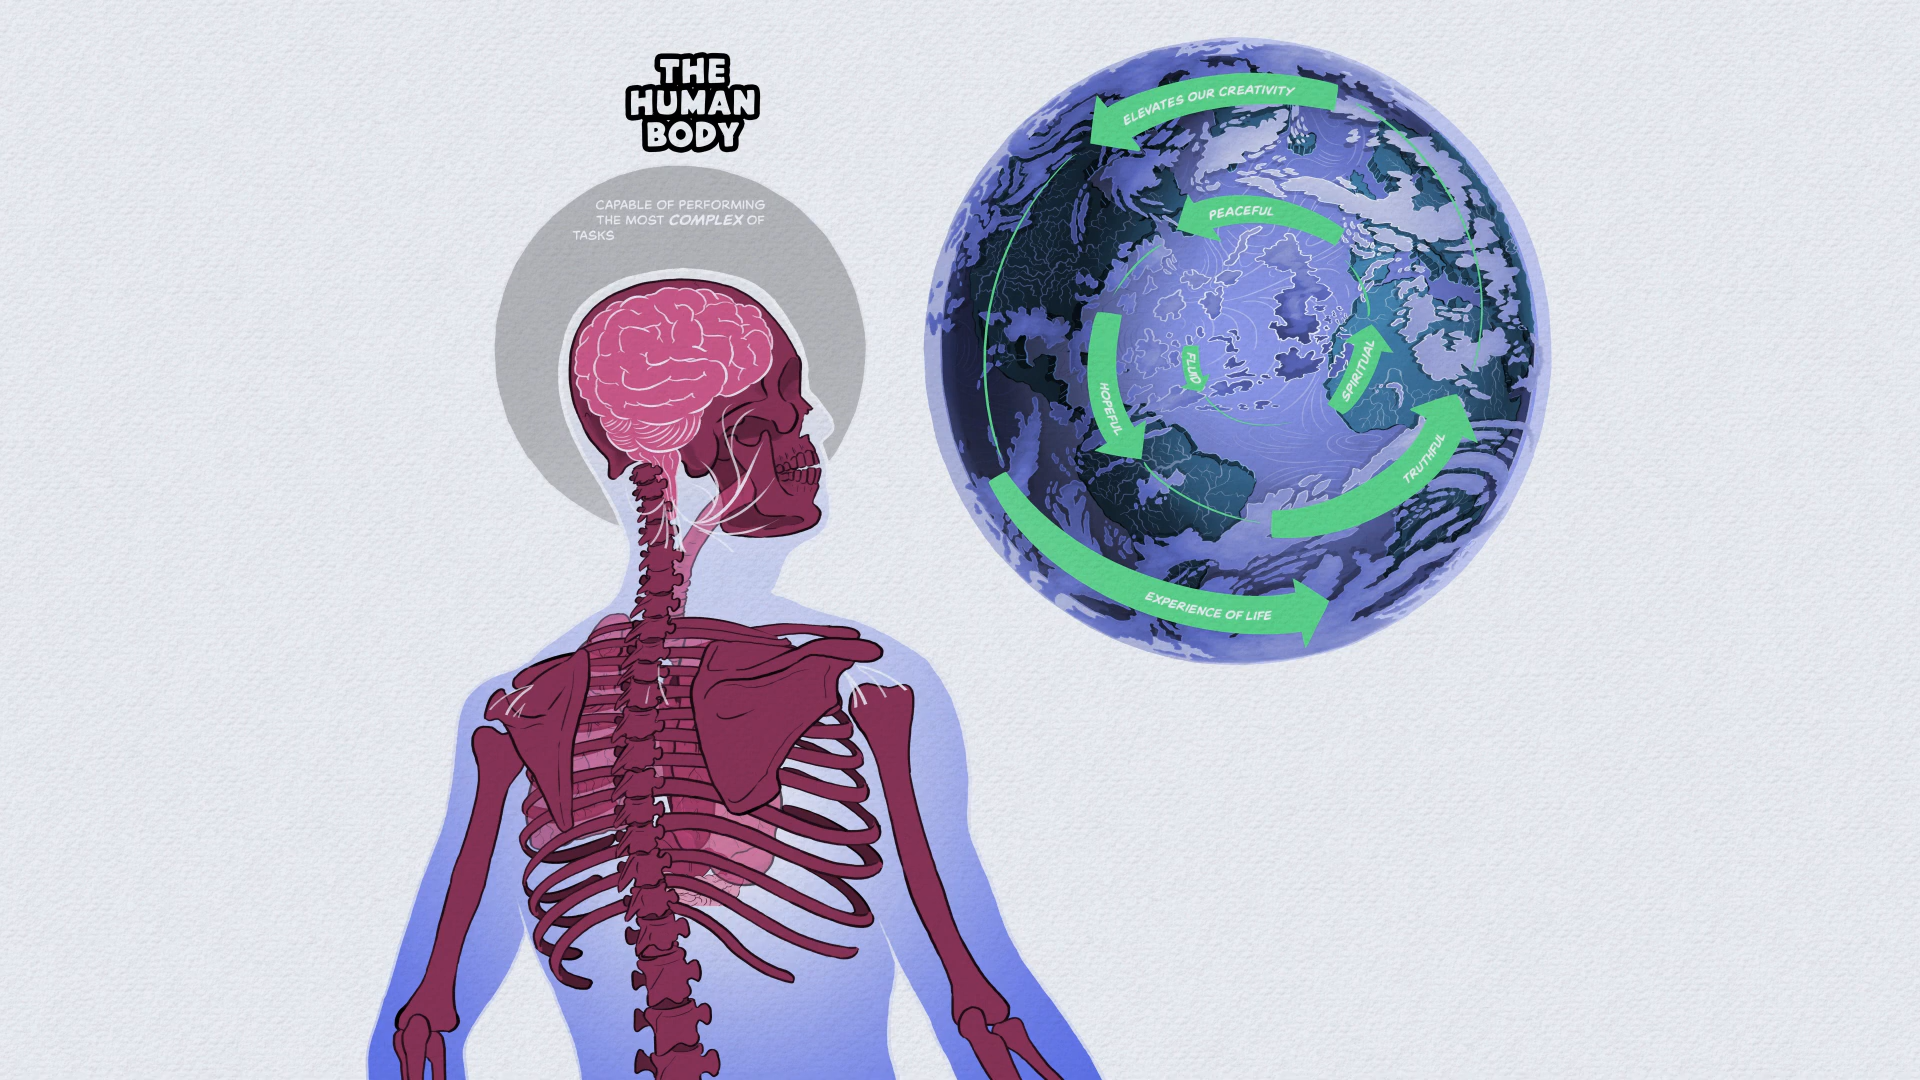 THE
HUMAN
BODY
CAPABLE OF PERFORMING
THE MOST COMPLEX OF
TASKS
ELEVATES OUR CREATIVITY
PEACEFUL
FLUID
SPIRITUAL
HOPEFUL
TRUTHFUL
EXPERIENCE OF LIFE